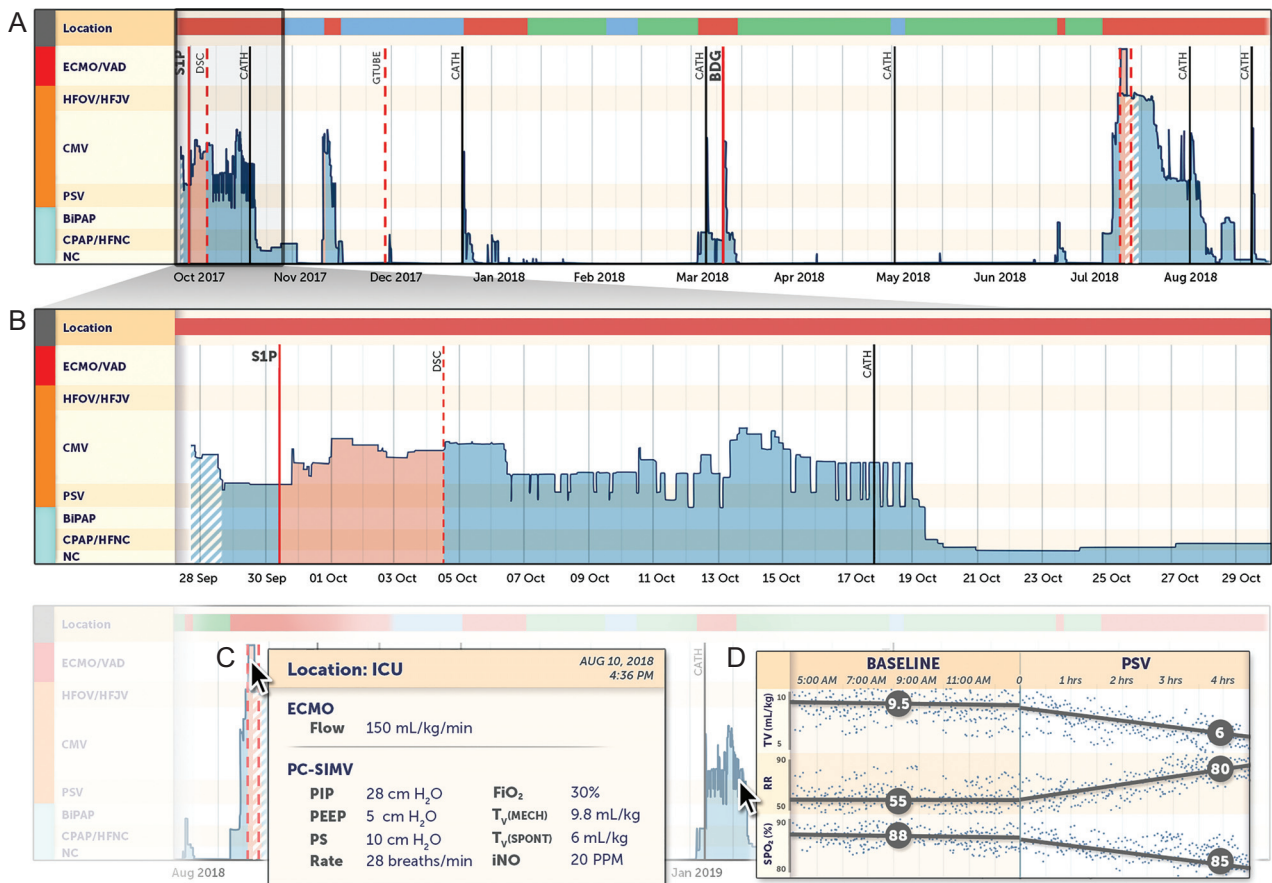 A
Location
ECMO/VAD
HFOV/HFJV
CMV
PSV
BiPAP
CPAP/HFNC
NC
S1P
DSC
CATH
GTUBE
CATH
CATH
BDG
CATH
CATH
CATH
Oct 2017 Nov 2017 Dec 2017 Jan 2018 Feb 2018 Mar 2018 Apr 2018 May 2018 Jun 2018 Jul 2018 Aug 2018
B
Location
ECMO/VAD
HFOV/HFJV
CMV
PSV
BiPAP
CPAP/HFNC
NC
S1P
DSC
CATH
28 Sep 30 Sep 01 Oct 03 Oct 05 Oct 07 Oct 09 Oct 11 Oct 13 Oct 15 Oct 17 Oct 19 Oct 21 Oct 23 Oct 25 Oct 27 Oct 29 Oct
Location
ECMO/VAD
HFOV/HFJV
CMV
PSV
BiPAP
CPAP/HFNC
NC
CATH
Aug 2018 Jan 2019
C
Location: ICU
AUG 10, 2018
4:36 PM
ECMO
Flow 150 mL/kg/min
PC-SIMV
PIP 28 cm H2O FiO2 30%
PEEP 5 cm H2O TV(MECH) 9.8 mL/kg
PS 10 cm H2O TV(SPONT) 6 mL/kg
Rate 28 breaths/min iNO 20 PPM
D
BASELINE PSV
5:00 AM 7:00 AM 9:00 AM 11:00 AM 0 1 hrs 2 hrs 3 hrs 4 hrs
TV (mL/kg)
10
5
9.5
6
RR
90
50
55
80
SPO2(%)
90
80
88
85